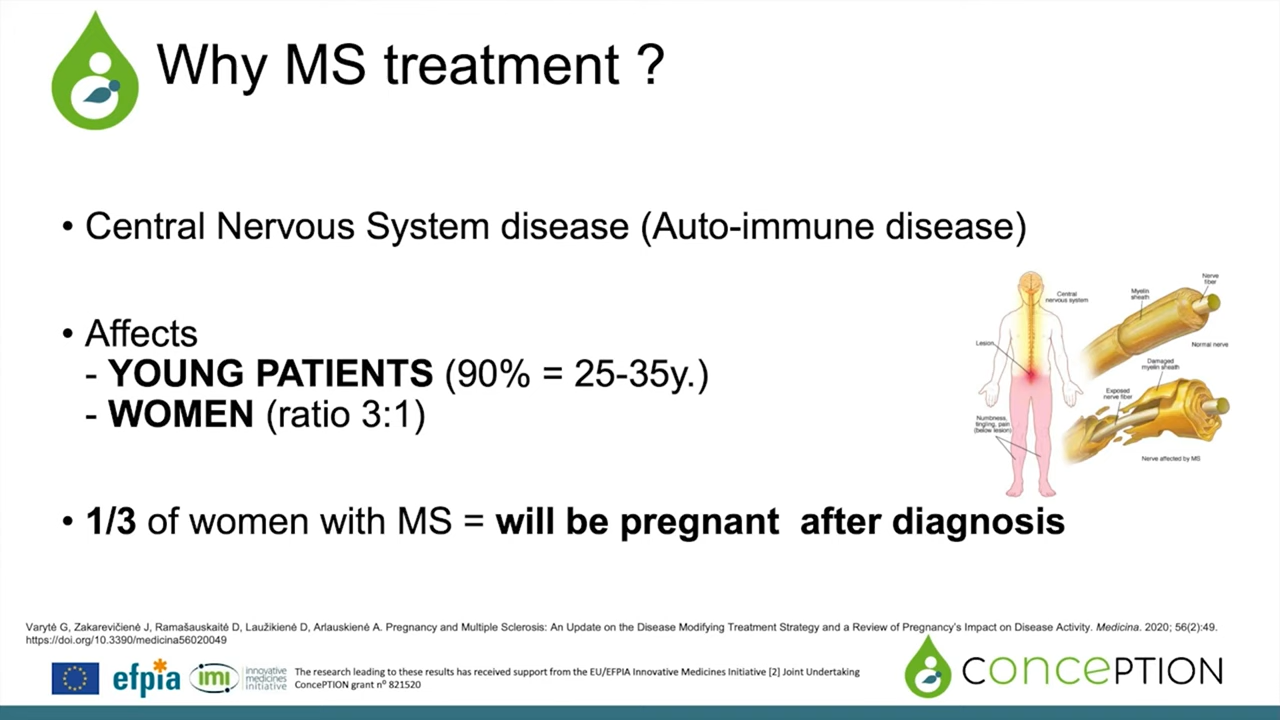 Why MS treatment ?
• Central Nervous System disease (Auto-immune disease)
• Affects
- YOUNG PATIENTS (90% = 25-35y.)
- WOMEN (ratio 3:1)
• 1/3 of women with MS = will be pregnant after diagnosis
Central
nervous system
Lesion
Numbness,
tingling, pain
(below lesion)
Nerve
fiber
Myelin
sheath
Normal nerve
Damaged
myelin sheath
Exposed
nerve fiber
Nerve affected by MS
Varytė G, Zakarevičienė J, Ramašauskaitė D, Laužikienė D, Arlauskienė A. Pregnancy and Multiple Sclerosis: An Update on the Disease Modifying Treatment Strategy and a Review of Pregnancy's Impact on Disease Activity. Medicina. 2020; 56(2):49.
https://doi.org/10.3390/medicina56020049
efpia
imi
innovative
medicines
initiative
The research leading to these results has received support from the EU/EFPIA Innovative Medicines Initiative [2] Joint Undertaking
ConcePTION grant nº 821520
concePTION